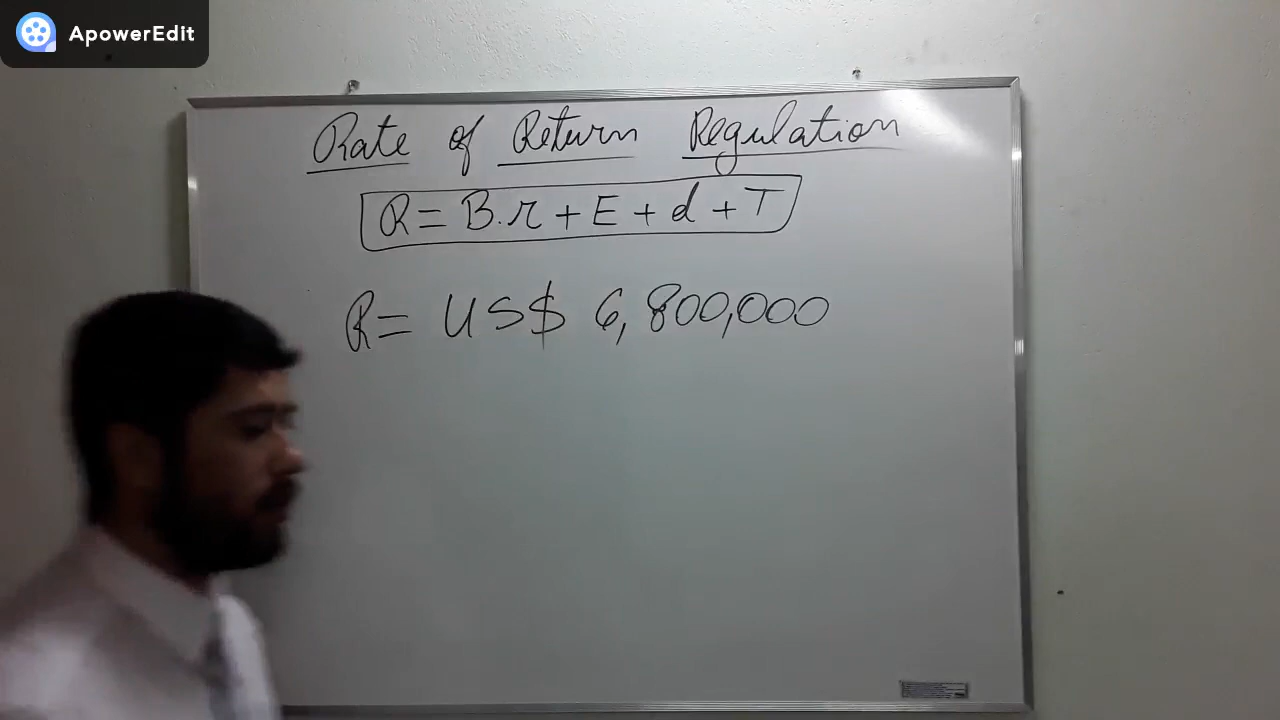 ApowerEdit
Rate of Return Regulation
R = B.r + E + d + T
R = US$ 6,800,000